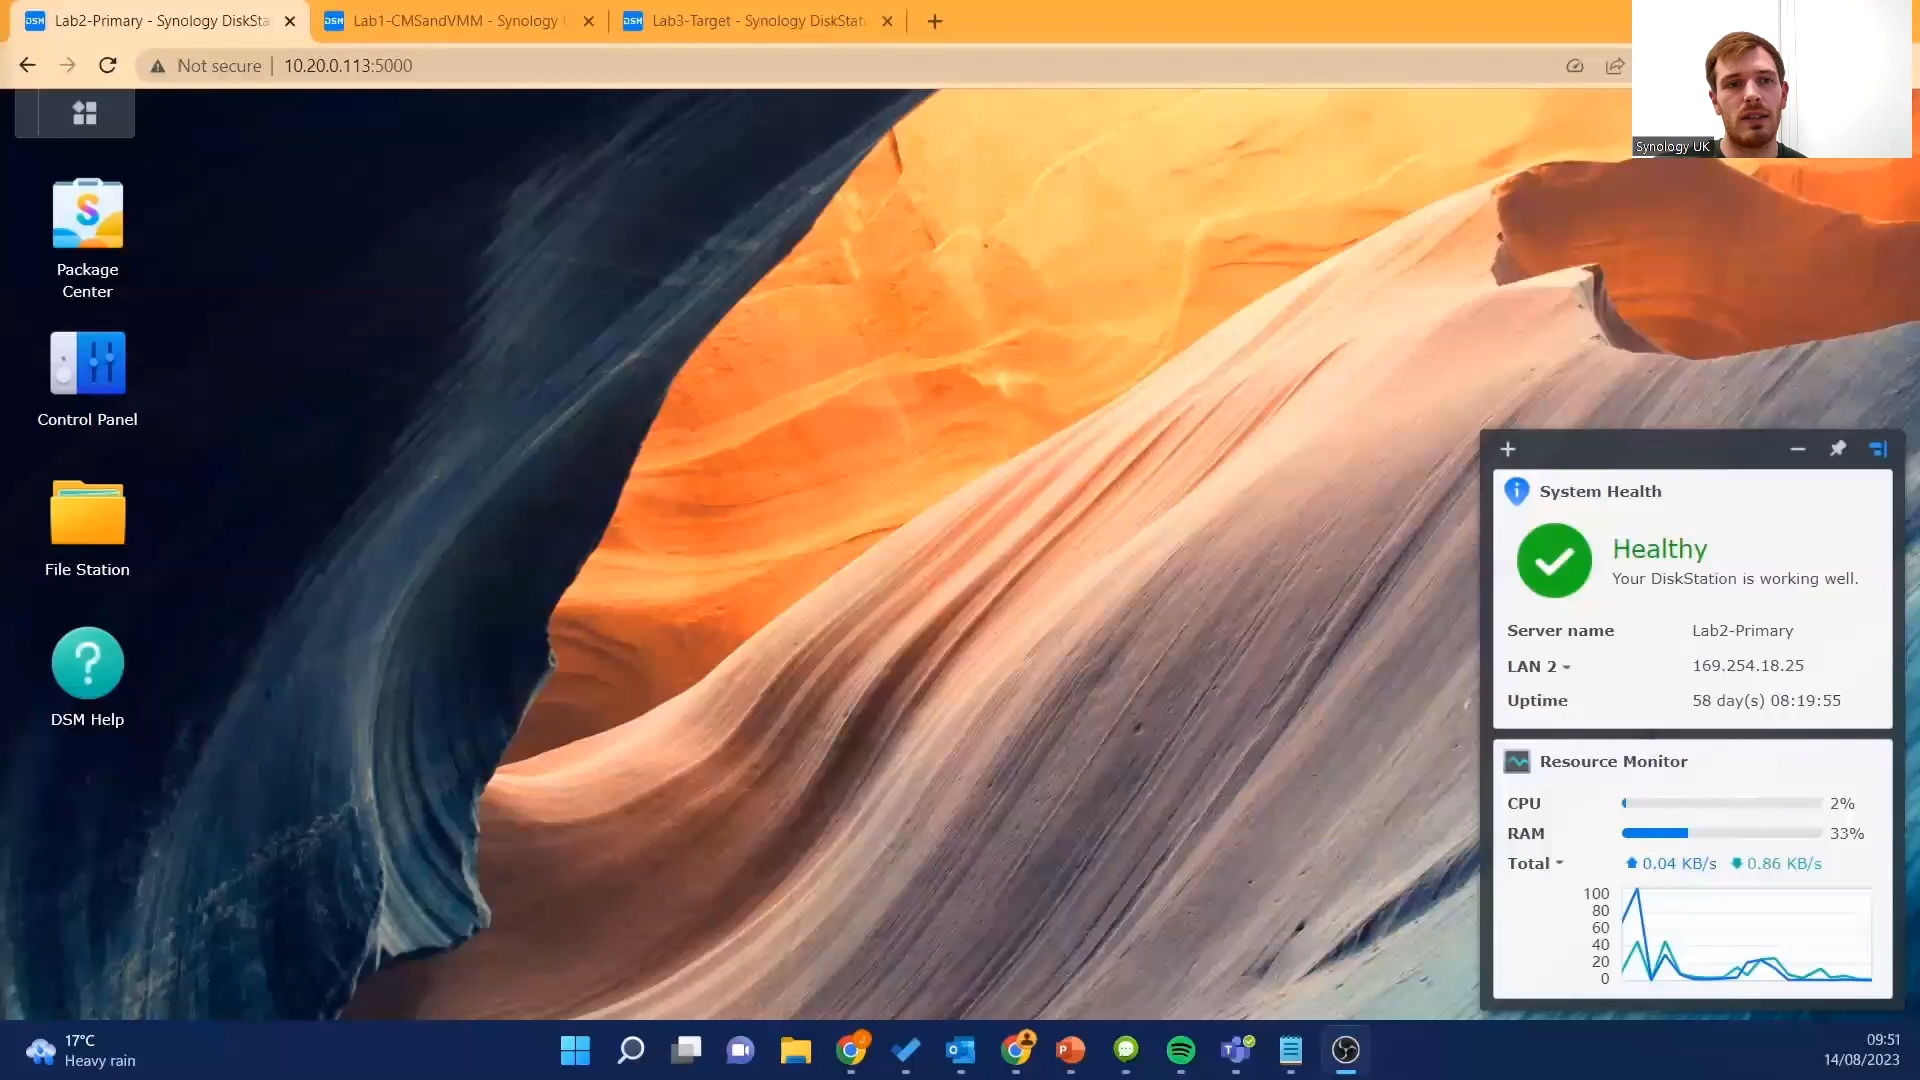 Lab2-Primary - Synology DiskSta
Lab1-CMSandVMM - Synology
Lab3-Target - Synology DiskStat
Not secure
10.20.0.113:5000
Synology UK
Package
Center
Control Panel
File Station
DSM Help
System Health
Healthy
Your DiskStation is working well.
Server name Lab2-Primary
LAN 2 169.254.18.25
Uptime 58 day(s) 08:19:55
Resource Monitor
CPU 2%
RAM 33%
Total 0.04 KB/s 0.86 KB/s
100
80
60
40
20
0
17°C
Heavy rain
09:51
14/08/2023